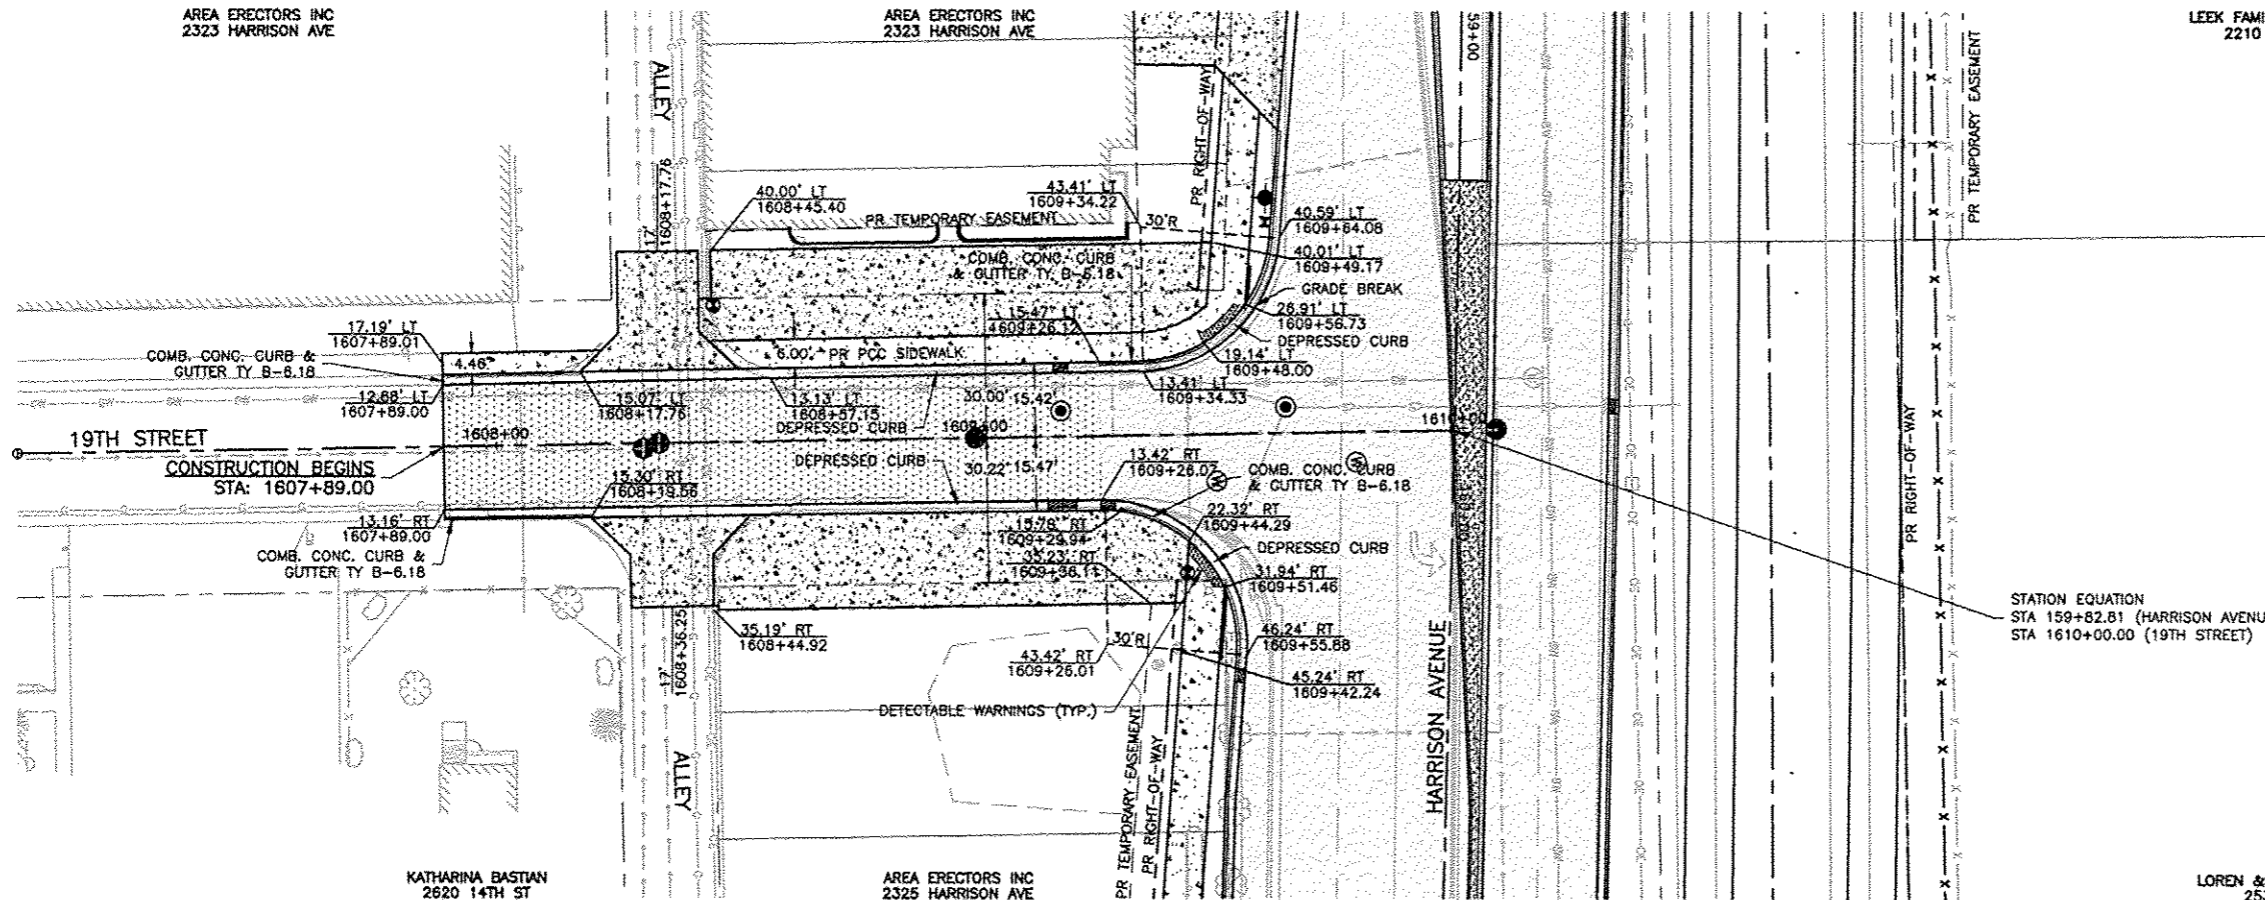 AREA ERECTORS INC
2323 HARRISON AVE
AREA ERECTORS INC
2323 HARRISON AVE
LEEK FAMI
2210
59+00
ALLEY
17'
1608+17.76
40.00' LT
1608+45.40
PR TEMPORARY EASEMENT
43.41' LT
1609+34.22
30'R
PR RIGHT-OF-WAY
40.59' LT
1609+64.08
40.01' LT
1609+49.17
GRADE BREAK
26.91' LT
1609+56.73
DEPRESSED CURB
19.14' LT
1609+48.00
COMB. CONC. CURB
& GUTTER TY B-6.18
15.47' LT
1609+26.12
PR TEMPORARY EASEMENT
17.19' LT
1607+89.01
COMB. CONC. CURB &
GUTTER TY B-6.18
4.46'
6.00' PR PCC SIDEWALK
12.88' LT
1607+89.00
15.07' LT
1608+17.76
13.13' LT
1608+57.15
DEPRESSED CURB
30.00'
15.42'
13.41' LT
1609+34.33
19TH STREET
1608+00
1609+00
1610+00
CONSTRUCTION BEGINS
STA: 1607+89.00
DEPRESSED CURB
30.22'
15.47'
15.30' RT
1608+19.56
13.42' RT
1609+26.07
COMB. CONC. CURB
& GUTTER TY B-6.18
13.16' RT
1607+89.00
COMB. CONC. CURB &
GUTTER TY B-6.18
15.78' RT
1609+29.94
22.32' RT
1609+44.29
DEPRESSED CURB
35.23' RT
1609+36.11
31.94' RT
1609+51.46
35.19' RT
1608+44.92
17'
1608+36.25
30'R
43.42' RT
1609+26.01
46.24' RT
1609+55.88
45.24' RT
1609+42.24
DETECTABLE WARNINGS (TYP.)
ALLEY
PR TEMPORARY EASEMENT
PR RIGHT-OF-WAY
HARRISON AVENUE
PR RIGHT-OF-WAY
STATION EQUATION
STA 159+82.81 (HARRISON AVENU
STA 1610+00.00 (19TH STREET)
KATHARINA BASTIAN
2620 14TH ST
AREA ERECTORS INC
2325 HARRISON AVE
LOREN &